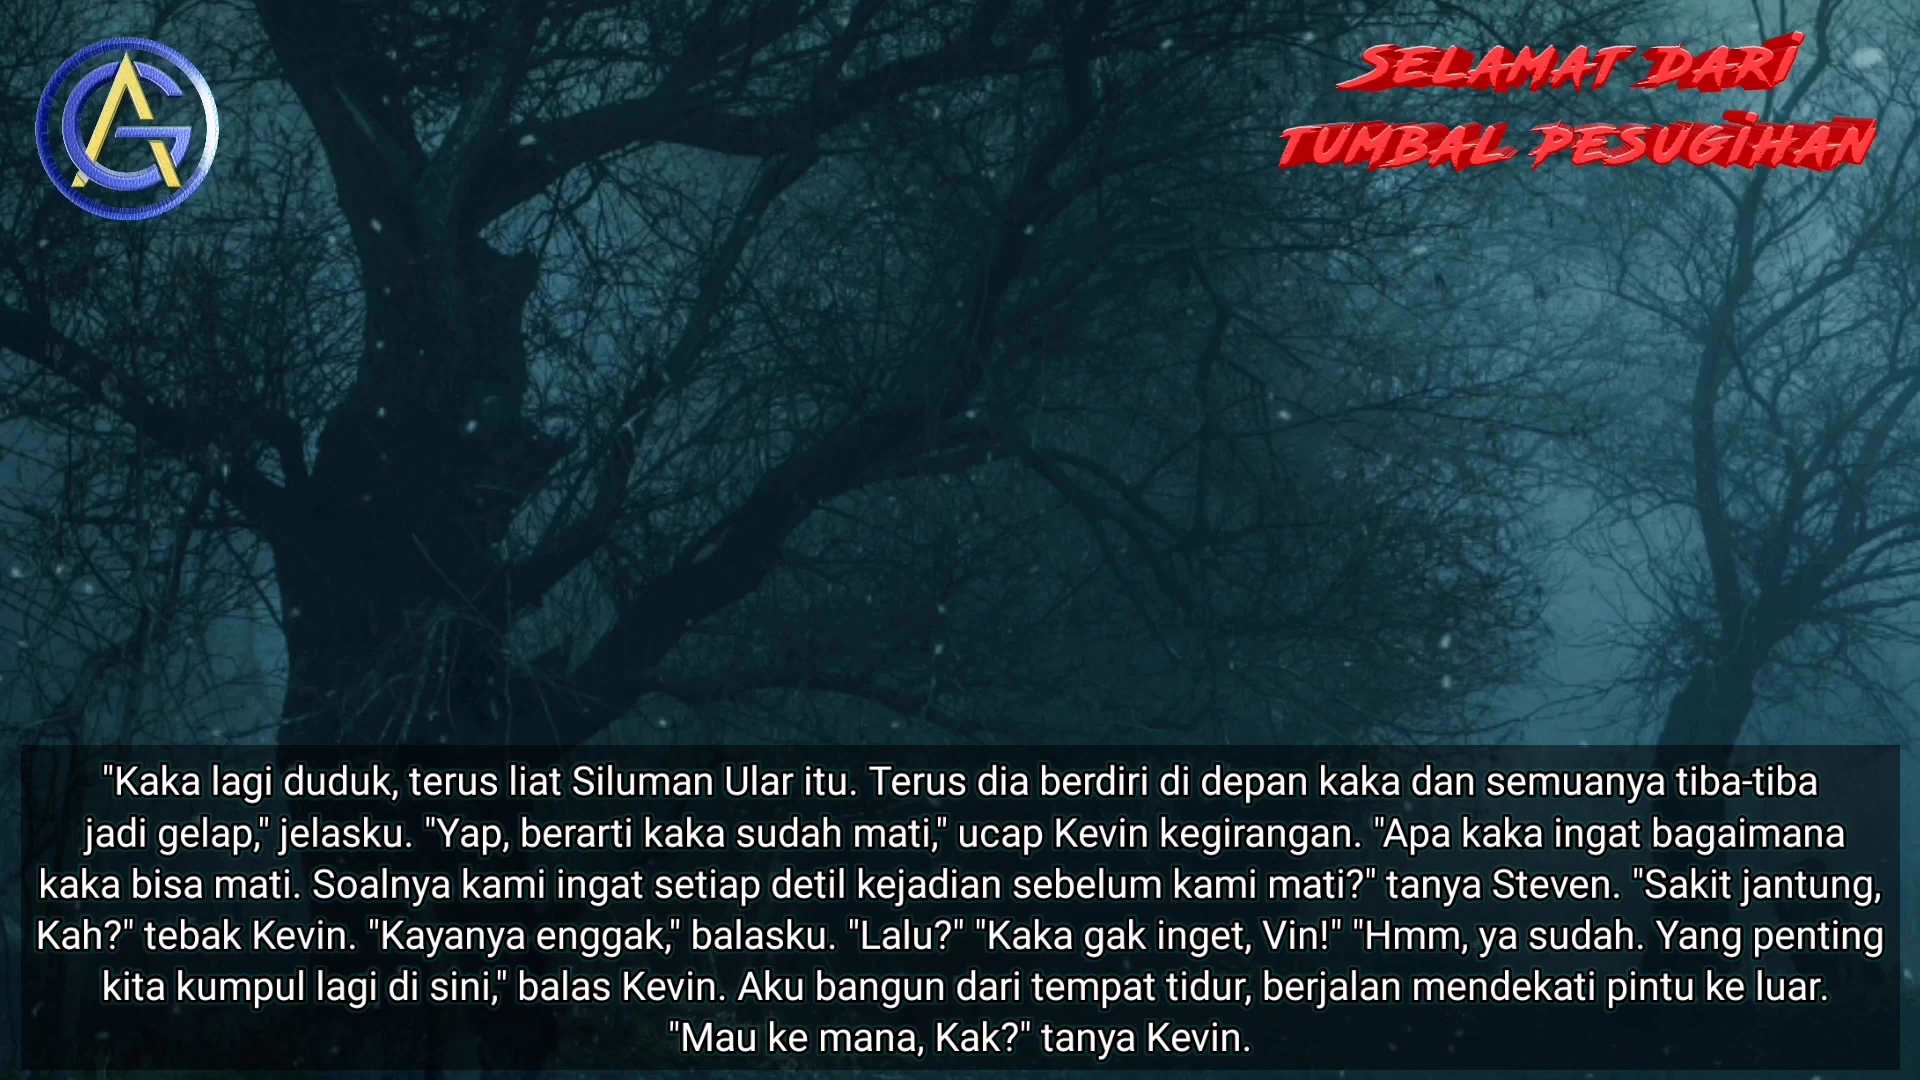 AG
SELAMAT DARI
TUMBAL PESUGIHAN
"Kaka lagi duduk, terus liat Siluman Ular itu. Terus dia berdiri di depan kaka dan semuanya tiba-tiba
jadi gelap," jelasku. "Yap, berarti kaka sudah mati," ucap Kevin kegirangan. "Apa kaka ingat bagaimana
kaka bisa mati. Soalnya kami ingat setiap detil kejadian sebelum kami mati?" tanya Steven. "Sakit jantung,
Kah?" tebak Kevin. "Kayanya enggak," balasku. "Lalu?" "Kaka gak inget, Vin!" "Hmm, ya sudah. Yang penting
kita kumpul lagi di sini," balas Kevin. Aku bangun dari tempat tidur, berjalan mendekati pintu ke luar.
"Mau ke mana, Kak?" tanya Kevin.